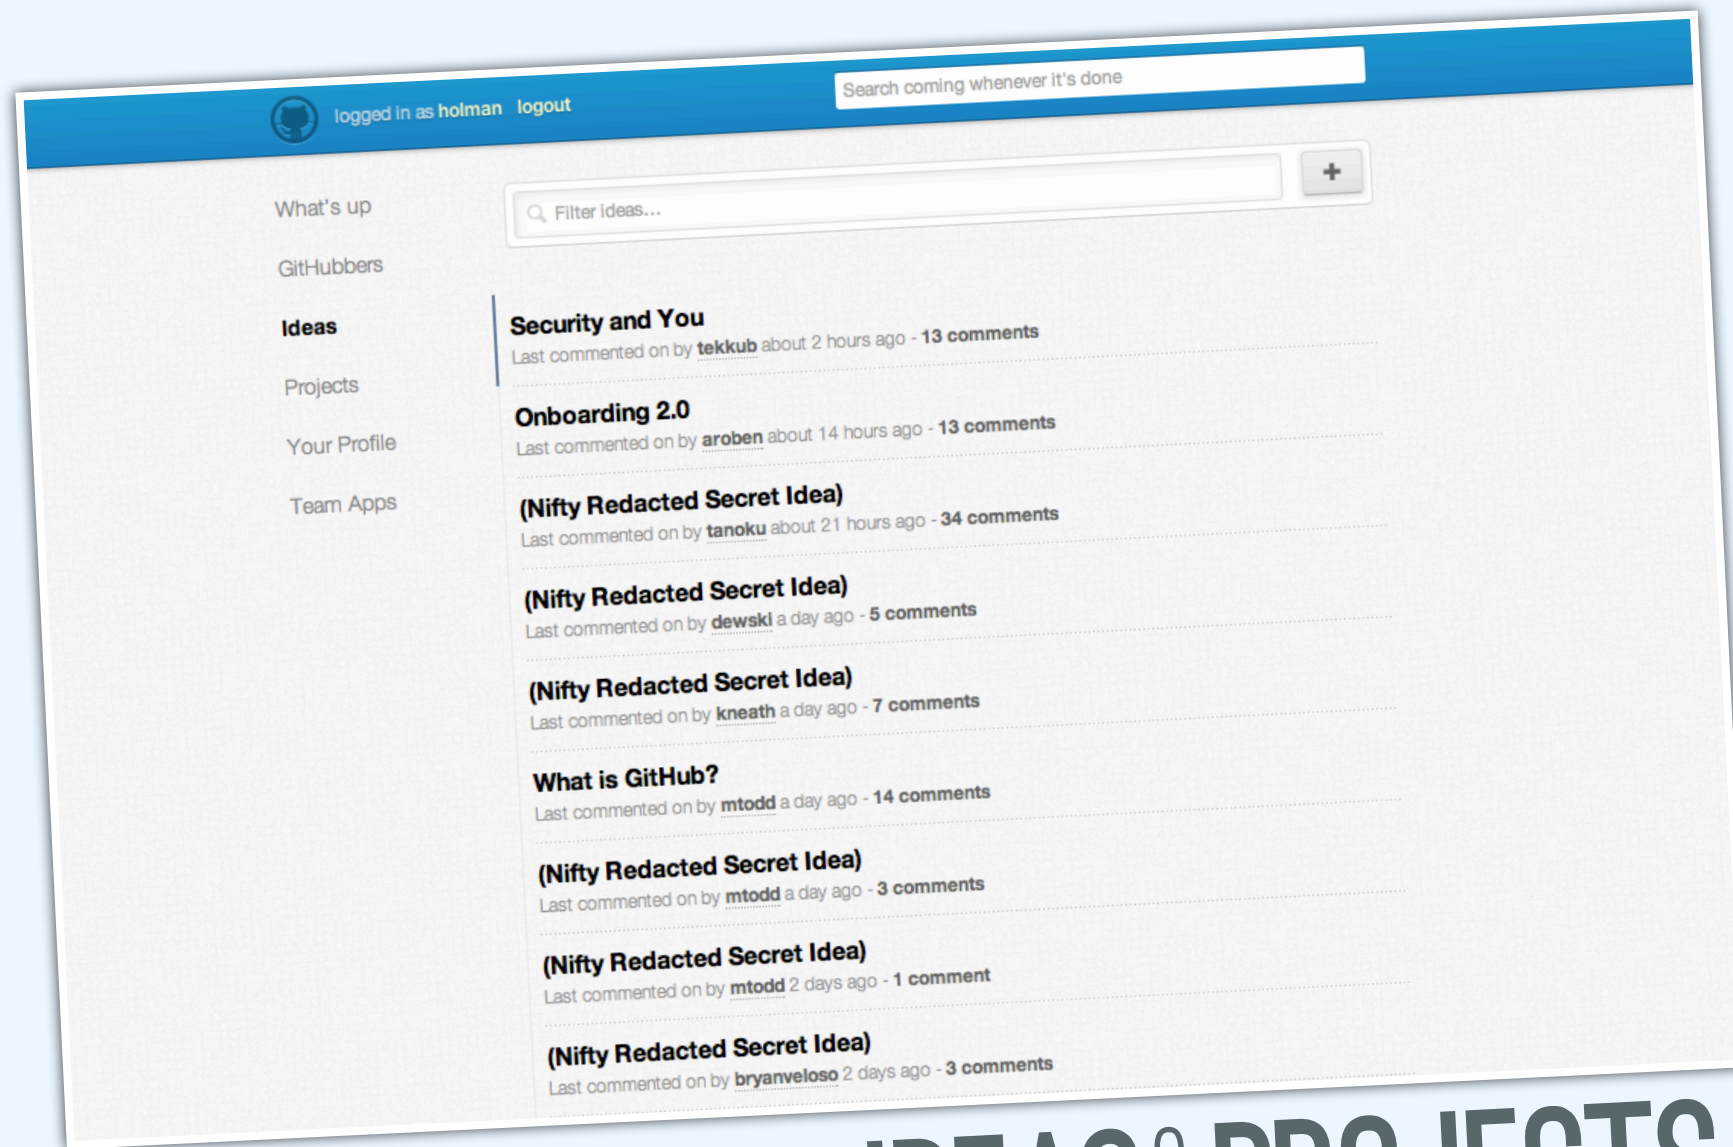 logged in as holman logout
Search coming whenever it's done
What's up
GitHubbers
Ideas
Projects
Your Profile
Team Apps
Filter ideas...
+
Security and You
Last commented on by tekkub about 2 hours ago - 13 comments
Onboarding 2.0
Last commented on by aroben about 14 hours ago - 13 comments
(Nifty Redacted Secret Idea)
Last commented on by tanoku about 21 hours ago - 34 comments
(Nifty Redacted Secret Idea)
Last commented on by dewski a day ago - 5 comments
(Nifty Redacted Secret Idea)
Last commented on by kneath a day ago - 7 comments
What is GitHub?
Last commented on by mtodd a day ago - 14 comments
(Nifty Redacted Secret Idea)
Last commented on by mtodd a day ago - 3 comments
(Nifty Redacted Secret Idea)
Last commented on by mtodd 2 days ago - 1 comment
(Nifty Redacted Secret Idea)
Last commented on by bryanveloso 2 days ago - 3 comments
IDEAS & PROJECTS